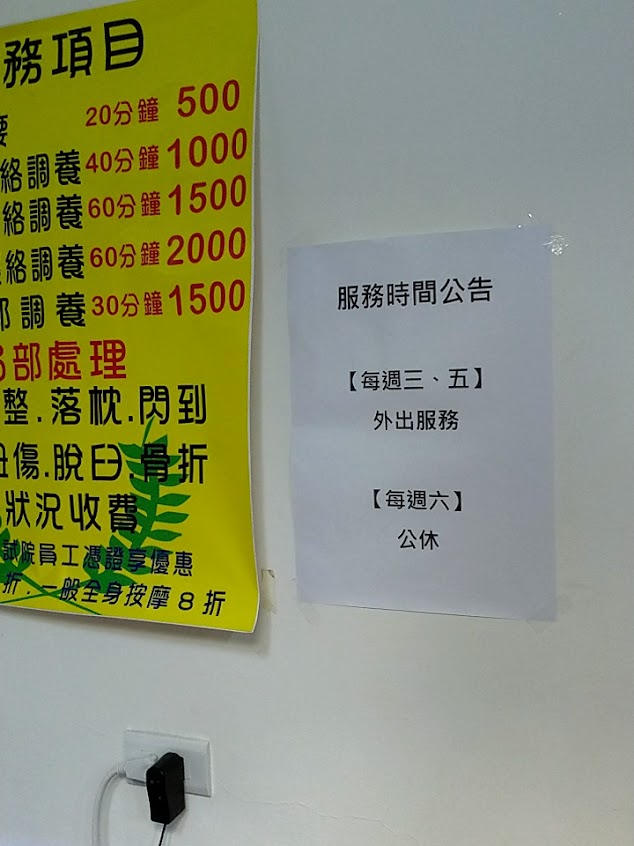 務項目
20分鐘 500
絡調養 40分鐘 1000
絡調養 60分鐘 1500
絡調養 60分鐘 2000
調養 30分鐘 1500
部處理
整.落枕.閃到
傷.脫臼.骨折
狀況收費
試院員工憑證享優惠
折.一般全身按摩 8 折
服務時間公告
【每週三、五】
外出服務
【每週六】
公休